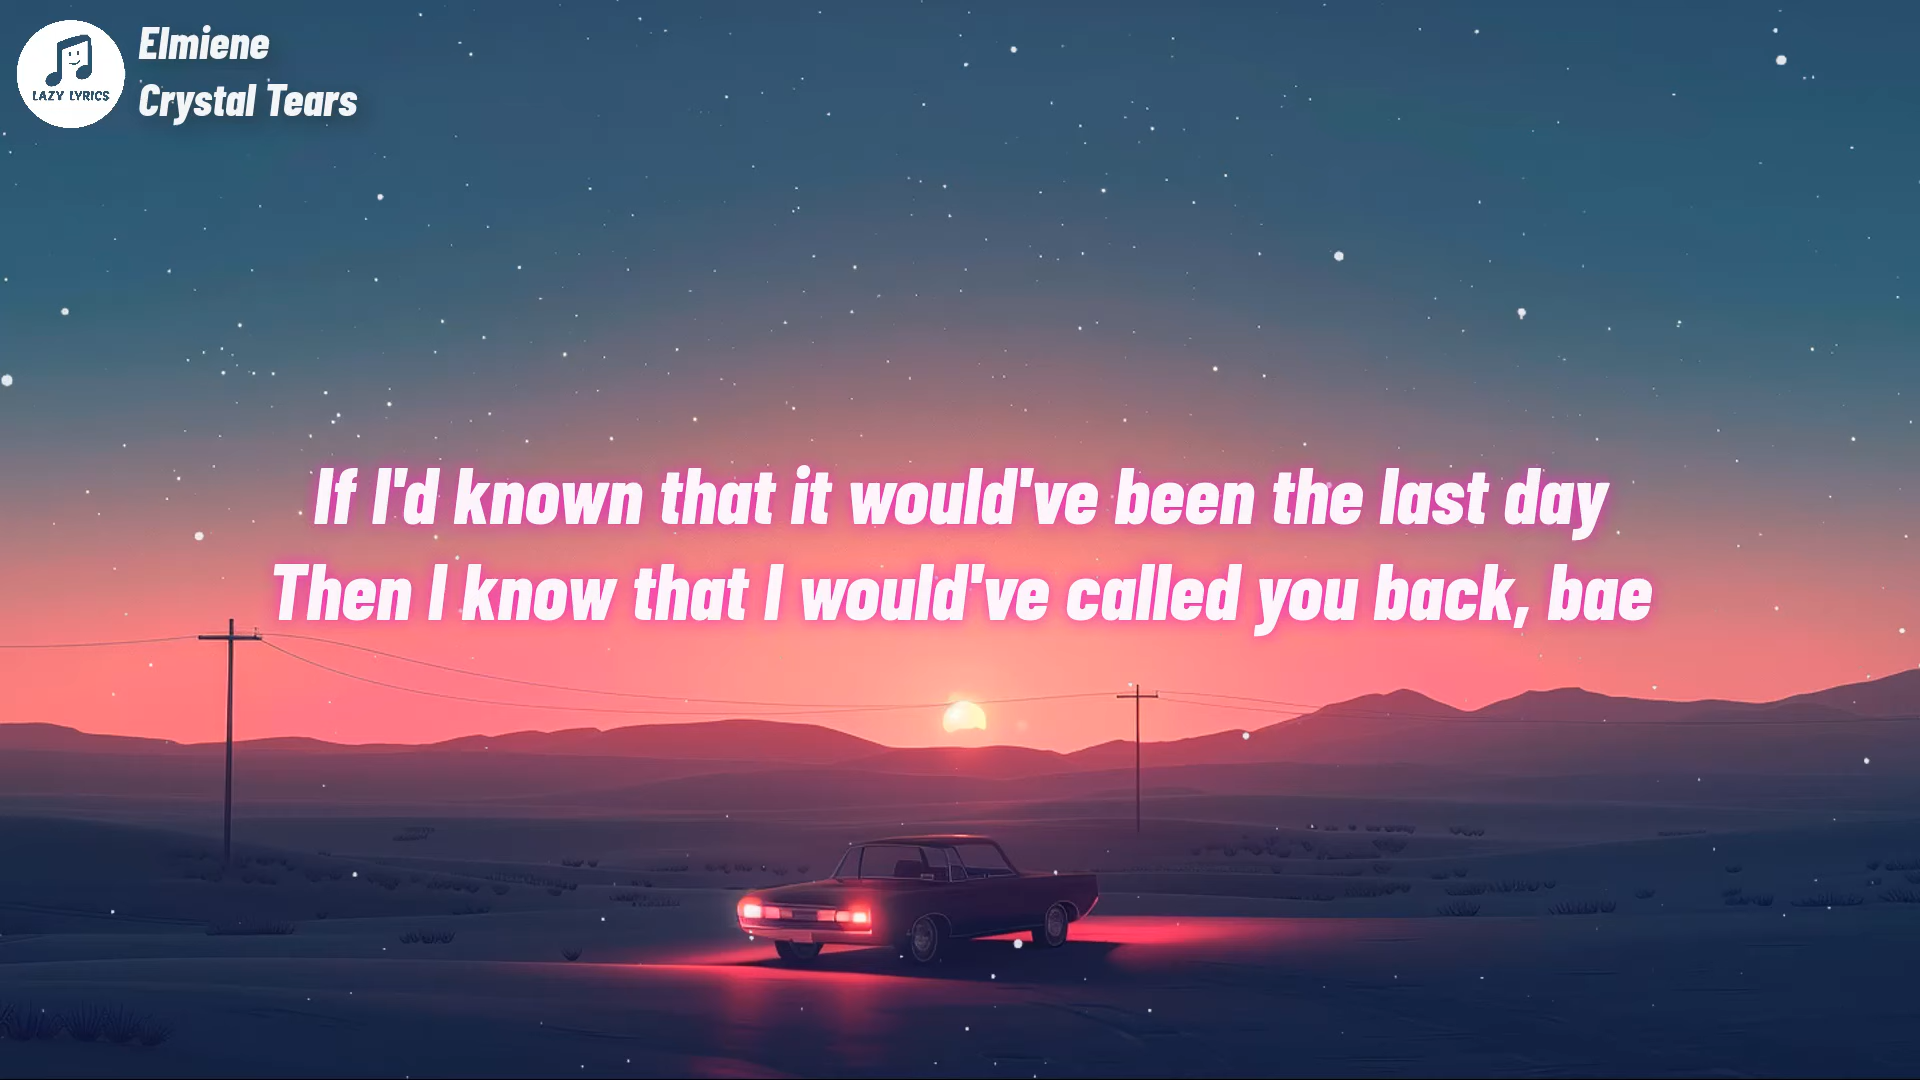 LAZY LYRICS
Elmiene
Crystal Tears
If I'd known that it would've been the last day
Then I know that I would've called you back, bae